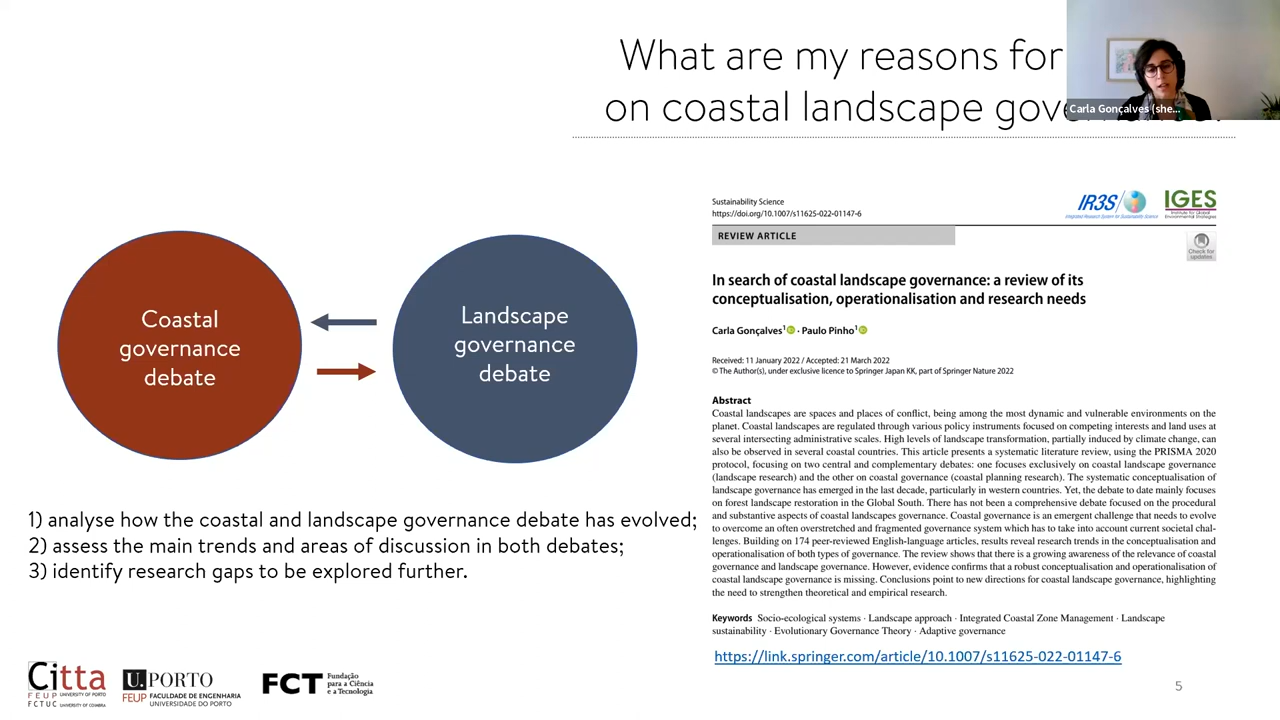 What are my reasons for
on coastal landscape
Carla Gonçalves (she...
Coastal
governance
debate
Landscape
governance
debate
1) analyse how the coastal and landscape governance debate has evolved;
2) assess the main trends and areas of discussion in both debates;
3) identify research gaps to be explored further.
Sustainability Science
https://doi.org/10.1007/s11625-022-01147-6
IR3S
Integrated Research System for Sustainability Science
IGES
Institute for Global
Environmental Strategies
REVIEW ARTICLE
Check for
updates
In search of coastal landscape governance: a review of its
conceptualisation, operationalisation and research needs
Carla Gonçalves1 · Paulo Pinho1
Received: 11 January 2022 / Accepted: 21 March 2022
© The Author(s), under exclusive licence to Springer Japan KK, part of Springer Nature 2022
Abstract
Coastal landscapes are spaces and places of conflict, being among the most dynamic and vulnerable environments on the
planet. Coastal landscapes are regulated through various policy instruments focused on competing interests and land uses at
several intersecting administrative scales. High levels of landscape transformation, partially induced by climate change, can
also be observed in several coastal countries. This article presents a systematic literature review, using the PRISMA 2020
protocol, focusing on two central and complementary debates: one focuses exclusively on coastal landscape governance
(landscape research) and the other on coastal governance (coastal planning research). The systematic conceptualisation of
landscape governance has emerged in the last decade, particularly in western countries. Yet, the debate to date mainly focuses
on forest landscape restoration in the Global South. There has not been a comprehensive debate focused on the procedural
and substantive aspects of coastal landscapes governance. Coastal governance is an emergent challenge that needs to evolve
to overcome an often overstretched and fragmented governance system which has to take into account current societal chal-
lenges. Building on 174 peer-reviewed English-language articles, results reveal research trends in the conceptualisation and
operationalisation of both types of governance. The review shows that there is a growing awareness of the relevance of coastal
governance and landscape governance. However, evidence confirms that a robust conceptualisation and operationalisation of
coastal landscape governance is missing. Conclusions point to new directions for coastal landscape governance, highlighting
the need to strengthen theoretical and empirical research.
Keywords Socio-ecological systems · Landscape approach · Integrated Coastal Zone Management · Landscape
sustainability · Evolutionary Governance Theory · Adaptive governance
https://link.springer.com/article/10.1007/s11625-022-01147-6
Citta
FEUP UNIVERSITY OF PORTO
FCTUC UNIVERSITY OF COIMBRA
U. PORTO
FEUP FACULDADE DE ENGENHARIA
UNIVERSIDADE DO PORTO
FCT
Fundação
para a Ciência
e a Tecnologia
5